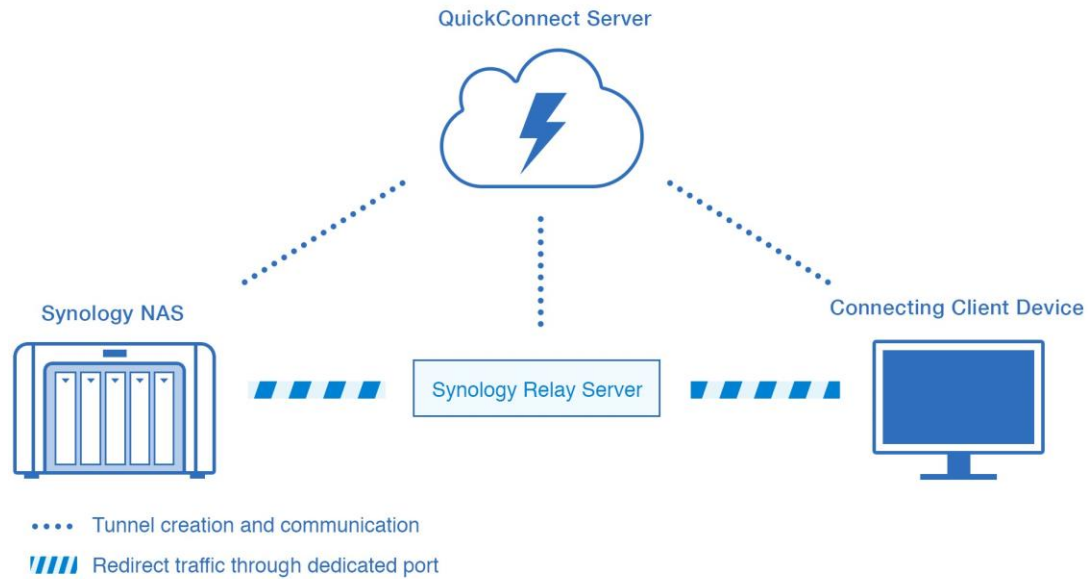 QuickConnect Server
Synology NAS
Connecting Client Device
Synology Relay Server
Tunnel creation and communication
Redirect traffic through dedicated port